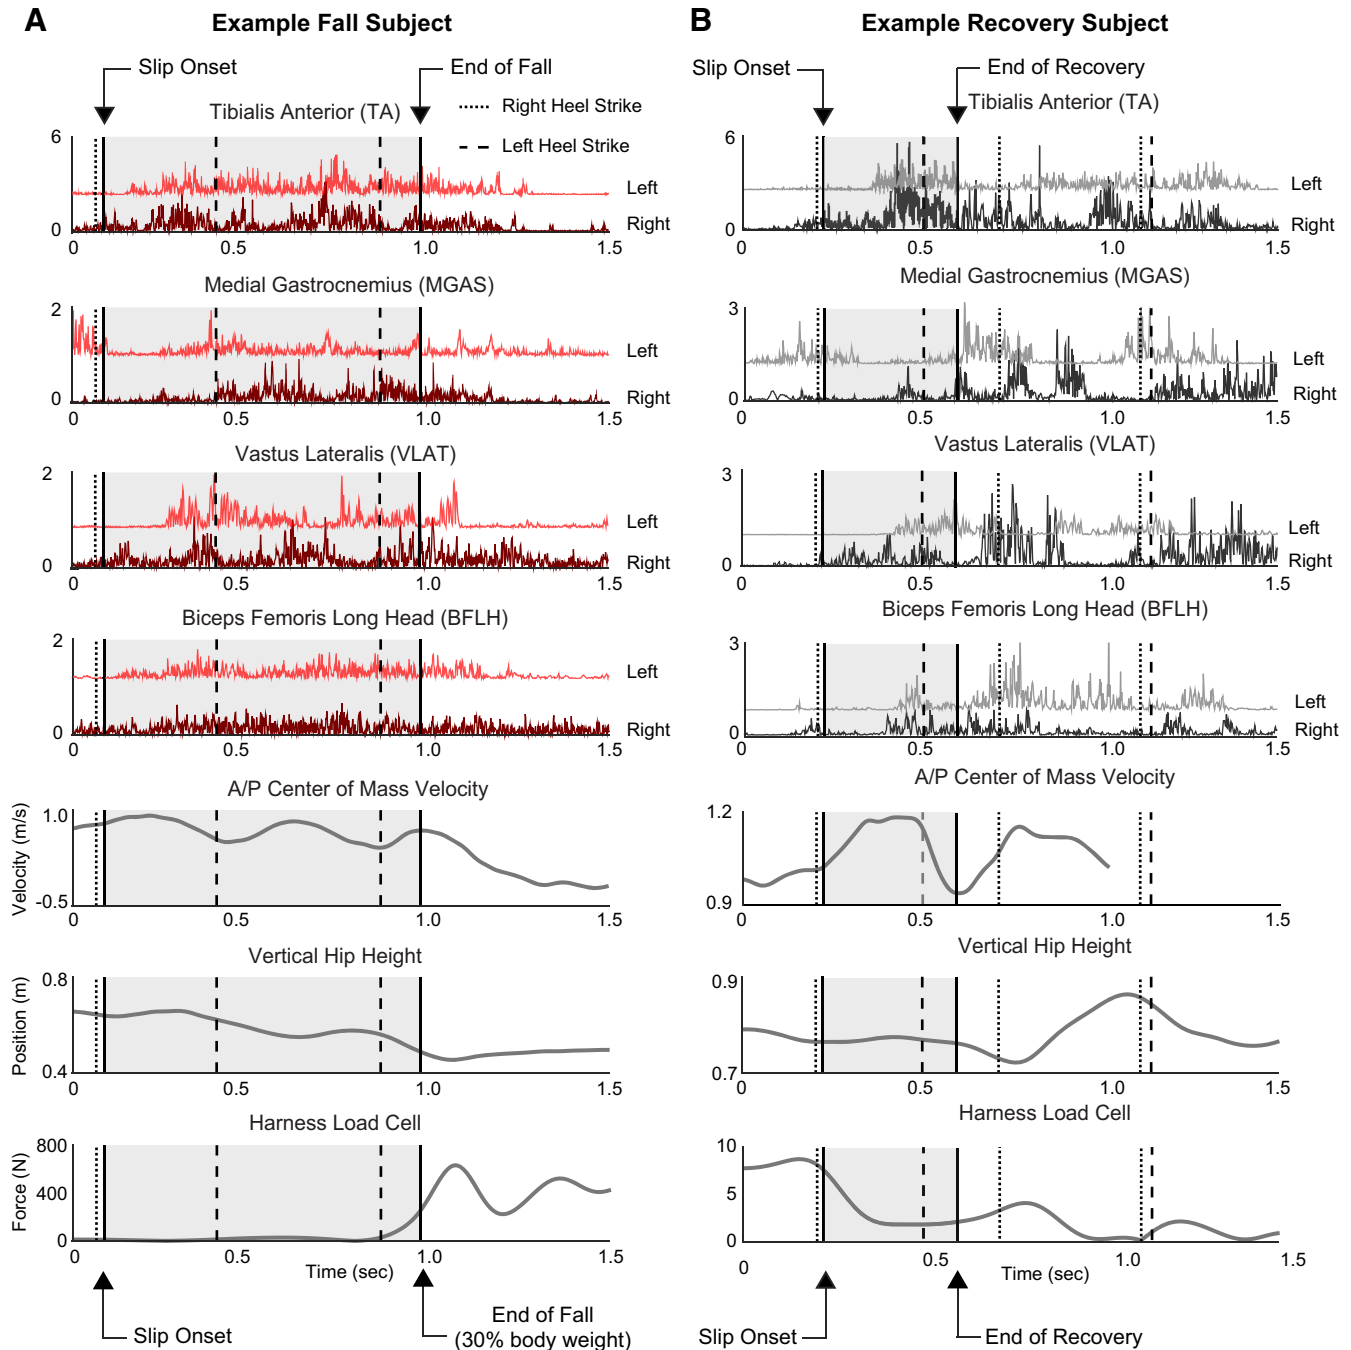 A
Example Fall Subject
Slip Onset
End of Fall
Right Heel Strike
Left Heel Strike
Tibialis Anterior (TA)
6
0
Left
Right
0
0.5
1.0
1.5
Medial Gastrocnemius (MGAS)
2
0
Left
Right
0
0.5
1.0
1.5
Vastus Lateralis (VLAT)
2
0
Left
Right
0
0.5
1.0
1.5
Biceps Femoris Long Head (BFLH)
2
0
Left
Right
0
0.5
1.0
1.5
A/P Center of Mass Velocity
Velocity (m/s)
1.0
-0.5
0
0.5
1.0
1.5
Vertical Hip Height
Position (m)
0.8
0.4
0
0.5
1.0
1.5
Harness Load Cell
Force (N)
800
400
0
0
0.5
1.0
1.5
Time (sec)
Slip Onset
End of Fall
(30% body weight)
B
Example Recovery Subject
Slip Onset
End of Recovery
Tibialis Anterior (TA)
6
0
Left
Right
0
0.5
1.0
1.5
Medial Gastrocnemius (MGAS)
3
0
Left
Right
0
0.5
1.0
1.5
Vastus Lateralis (VLAT)
3
0
Left
Right
0
0.5
1.0
1.5
Biceps Femoris Long Head (BFLH)
3
0
Left
Right
0
0.5
1.0
1.5
A/P Center of Mass Velocity
1.2
0.9
0
0.5
1.0
1.5
Vertical Hip Height
0.9
0.7
0
0.5
1.0
1.5
Harness Load Cell
10
5
0
0
0.5
1.0
1.5
Time (sec)
Slip Onset
End of Recovery